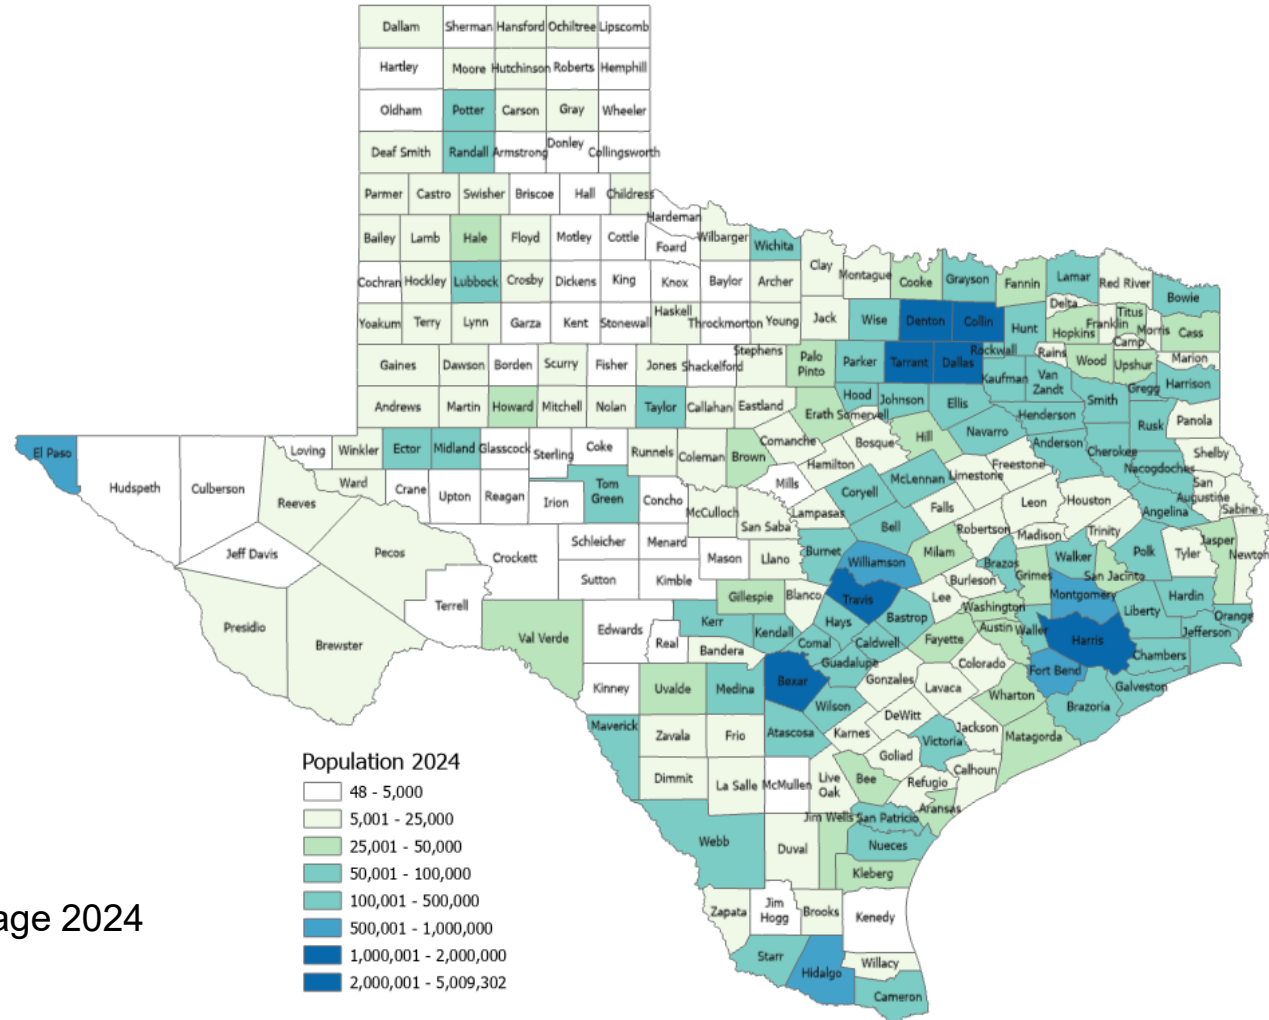 Dallam Sherman Hansford Ochiltree Lipscomb
Hartley Moore Hutchinson Roberts Hemphill
Oldham Potter Carson Gray Wheeler
Deaf Smith Randall Armstrong Donley Collingsworth
Parmer Castro Swisher Briscoe Hall Childress
Hardeman
Bailey Lamb Hale Floyd Motley Cottle Foard Wilbarger Wichita
Cochran Hockley Lubbock Crosby Dickens King Knox Baylor Archer Clay Montague Cooke Grayson Fannin Lamar Red River Bowie
Yoakum Terry Lynn Garza Kent Stonewall Haskell Throckmorton Young Jack Wise Denton Collin Hunt Delta Hopkins Franklin Titus Morris Camp Cass
Gaines Dawson Borden Scurry Fisher Jones Shackelford Stephens Palo Pinto Parker Tarrant Dallas Rockwall Rains Wood Upshur Marion
Andrews Martin Howard Mitchell Nolan Taylor Callahan Eastland Erath Somervell Hood Johnson Ellis Kaufman Van Zandt Smith Gregg Harrison
El Paso Hudspeth Culberson Loving Winkler Ector Midland Glasscock Sterling Coke Runnels Coleman Brown Comanche Hamilton Bosque Hill Navarro Henderson Anderson Cherokee Rusk Panola
Reeves Ward Crane Upton Reagan Irion Tom Green Concho McCulloch San Saba Mills Lampasas Coryell McLennan Limestone Freestone Falls Leon Houston Nacogdoches Shelby San Augustine Sabine Angelina
Jeff Davis Pecos Crockett Schleicher Menard Mason Llano Burnet Bell Williamson Milam Robertson Madison Trinity Walker Polk Tyler Jasper Newton
Presidio Brewster Terrell Sutton Kimble Gillespie Blanco Travis Lee Burleson Brazos Grimes San Jacinto Montgomery Liberty Hardin Orange
Val Verde Edwards Real Kerr Bandera Kendall Hays Comal Caldwell Bastrop Fayette Washington Austin Waller Harris Chambers Jefferson
Kinney Uvalde Medina Bexar Guadalupe Wilson Gonzales Lavaca Colorado Wharton Fort Bend Brazoria Galveston
Maverick Zavala Frio Atascosa Karnes DeWitt Victoria Jackson Matagorda
Dimmit La Salle McMullen Live Oak Bee Goliad Refugio Calhoun Aransas
Webb Duval Jim Wells San Patricio Nueces Kleberg
Zapata Jim Hogg Brooks Kenedy
Starr Hidalgo Willacy Cameron
Population 2024
48 - 5,000
5,001 - 25,000
25,001 - 50,000
50,001 - 100,000
100,001 - 500,000
500,001 - 1,000,000
1,000,001 - 2,000,000
2,000,001 - 5,009,302
age 2024